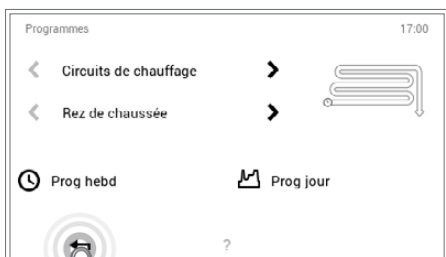 Programmes 17:00
Circuits de chauffage
Rez de chaussée
Prog hebd Prog jour
?